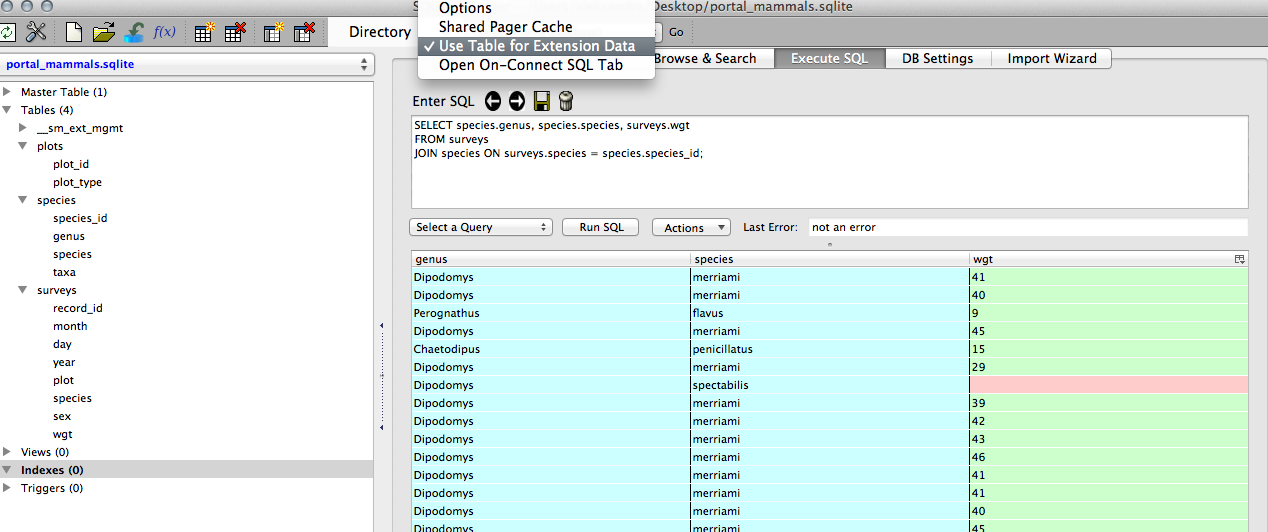 S
Desktop/portal_mammals.sqlite
Options
Shared Pager Cache
✓ Use Table for Extension Data
Open On-Connect SQL Tab
f(x)
Directory
Go
portal_mammals.sqlite
Browse & Search
Execute SQL
DB Settings
Import Wizard
Master Table (1)
Tables (4)
__sm_ext_mgmt
plots
plot_id
plot_type
species
species_id
genus
species
taxa
surveys
record_id
month
day
year
plot
species
sex
wgt
Views (0)
Indexes (0)
Triggers (0)
Enter SQL
SELECT species.genus, species.species, surveys.wgt
FROM surveys
JOIN species ON surveys.species = species.species_id;
Select a Query
Run SQL
Actions
Last Error:
not an error
genus species wgt
Dipodomys merriami 41
Dipodomys merriami 40
Perognathus flavus 9
Dipodomys merriami 45
Chaetodipus penicillatus 15
Dipodomys merriami 29
Dipodomys spectabilis
Dipodomys merriami 39
Dipodomys merriami 42
Dipodomys merriami 43
Dipodomys merriami 46
Dipodomys merriami 41
Dipodomys merriami 41
Dipodomys merriami 40
Dipodomys merriami 45